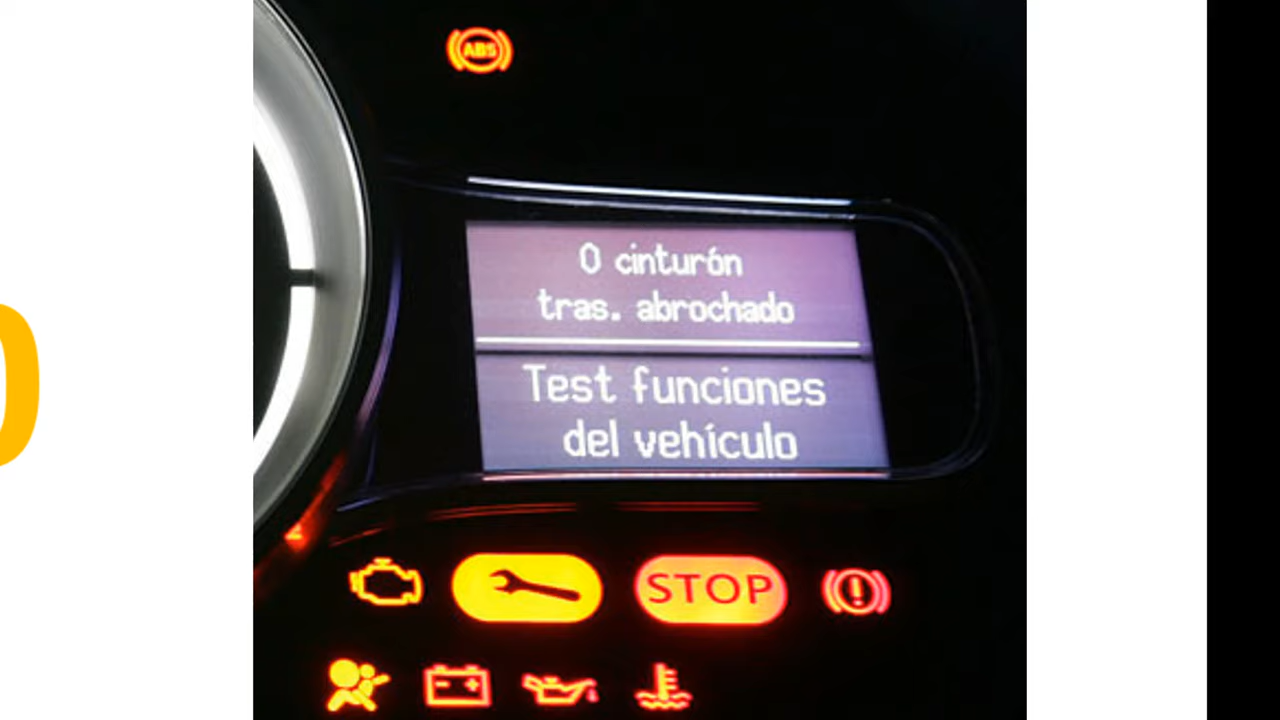 ABS
0 cinturón
tras. abrochado
Test funciones
del vehículo
STOP